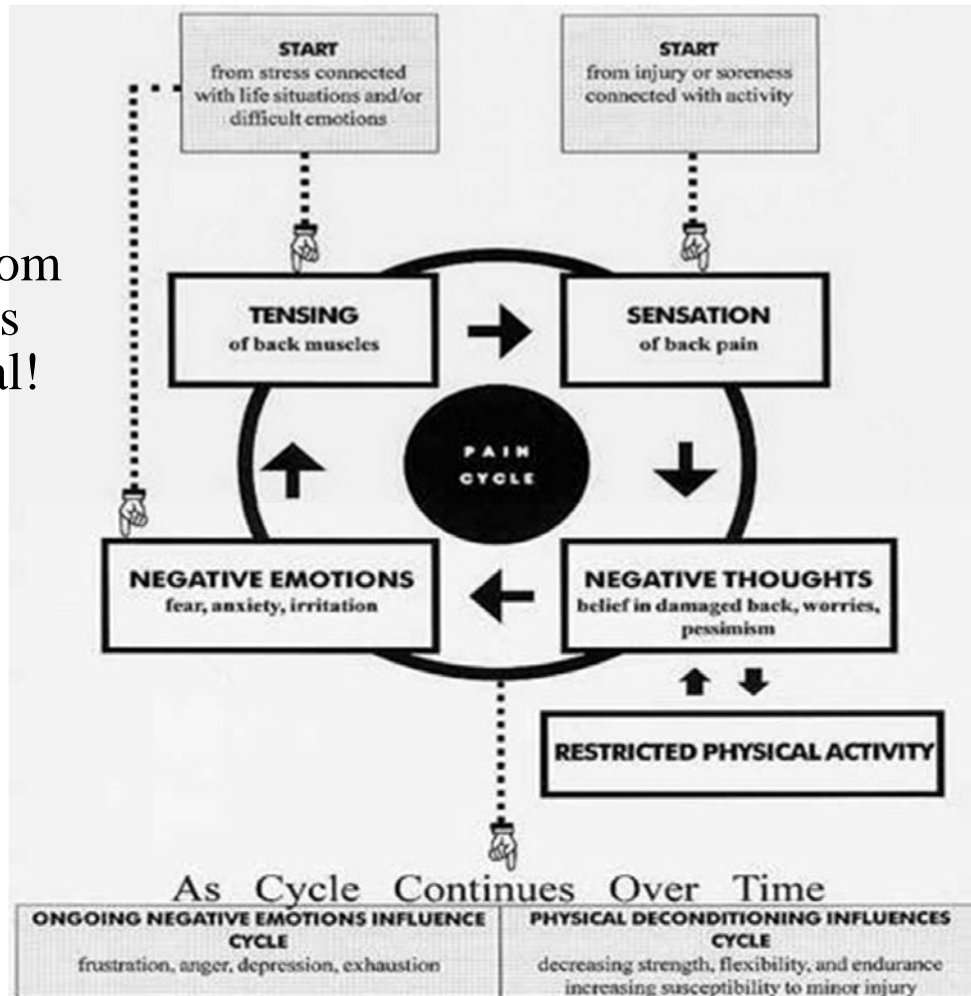 START
from stress connected
with life situations and/or
difficult emotions
START
from injury or soreness
connected with activity
om
s
al!
TENSING
of back muscles
SENSATION
of back pain
PAIN
CYCLE
NEGATIVE EMOTIONS
fear, anxiety, irritation
NEGATIVE THOUGHTS
belief in damaged back, worries,
pessimism
RESTRICTED PHYSICAL ACTIVITY
As Cycle Continues Over Time
ONGOING NEGATIVE EMOTIONS INFLUENCE
CYCLE
frustration, anger, depression, exhaustion
PHYSICAL DECONDITIONING INFLUENCES
CYCLE
decreasing strength, flexibility, and endurance
increasing susceptibility to minor injury